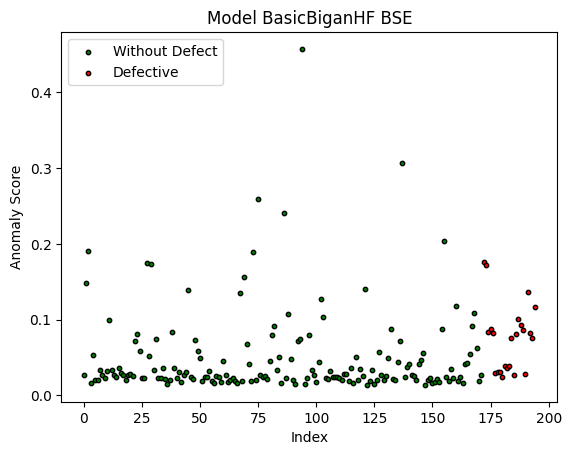 Model BasicBiganHF BSE
Without Defect
Defective
Anomaly Score
0.4
0.3
0.2
0.1
0.0
0 25 50 75 100 125 150 175 200
Index